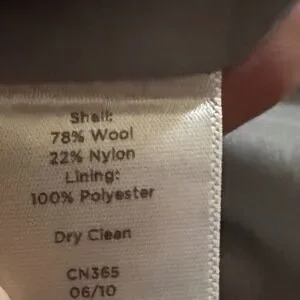 Shell:
78% Wool
22% Nylon
Lining:
100% Polyester
Dry Clean
CN365
06/10